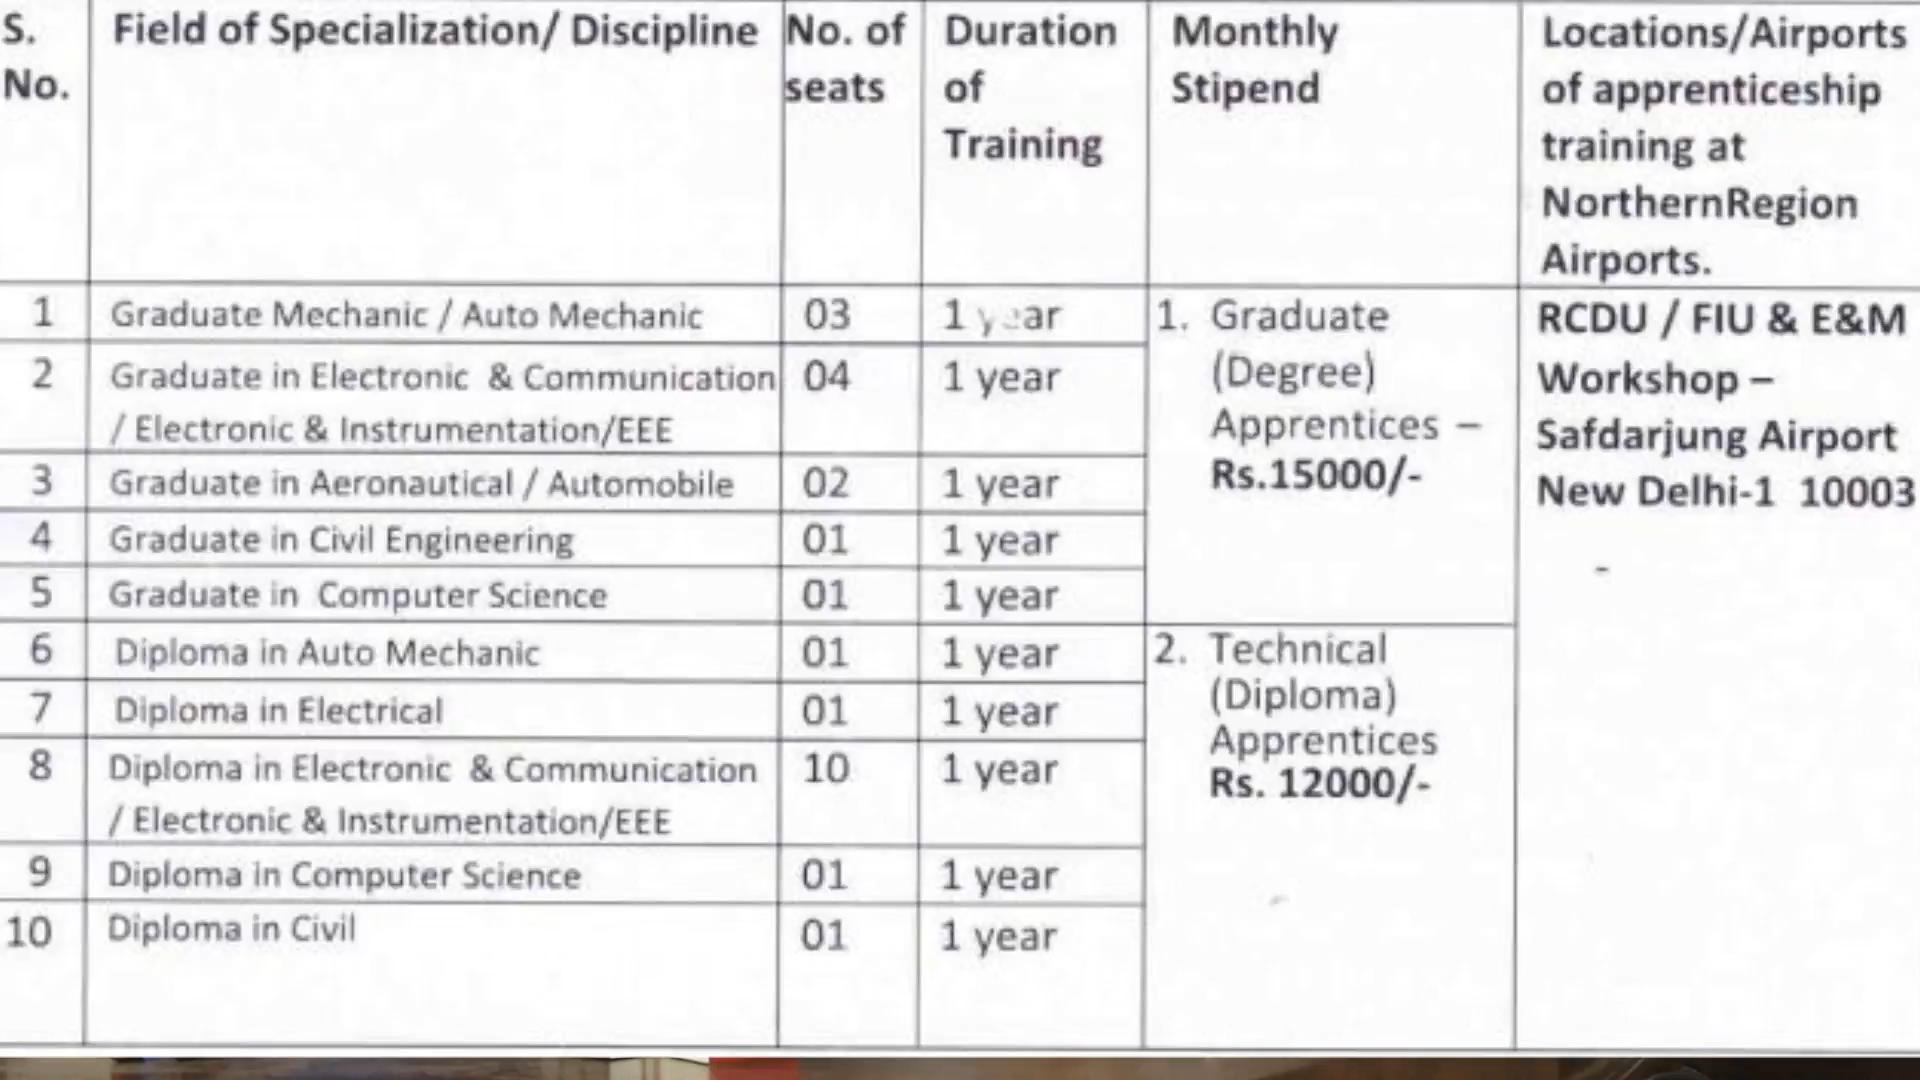 S. No.
Field of Specialization/ Discipline
No. of
seats
Duration
of
Training
Monthly
Stipend
Locations/Airports
of apprenticeship
training at
NorthernRegion
Airports.
1 Graduate Mechanic / Auto Mechanic 03 1 year
2 Graduate in Electronic & Communication 04 1 year
/ Electronic & Instrumentation/EEE
3 Graduate in Aeronautical / Automobile 02 1 year
4 Graduate in Civil Engineering 01 1 year
5 Graduate in Computer Science 01 1 year
6 Diploma in Auto Mechanic 01 1 year
7 Diploma in Electrical 01 1 year
8 Diploma in Electronic & Communication 10 1 year
/ Electronic & Instrumentation/EEE
9 Diploma in Computer Science 01 1 year
10 Diploma in Civil 01 1 year
1. Graduate
(Degree)
Apprentices –
Rs.15000/-
2. Technical
(Diploma)
Apprentices
Rs. 12000/-
RCDU / FIU & E&M
Workshop –
Safdarjung Airport
New Delhi-1 10003
-